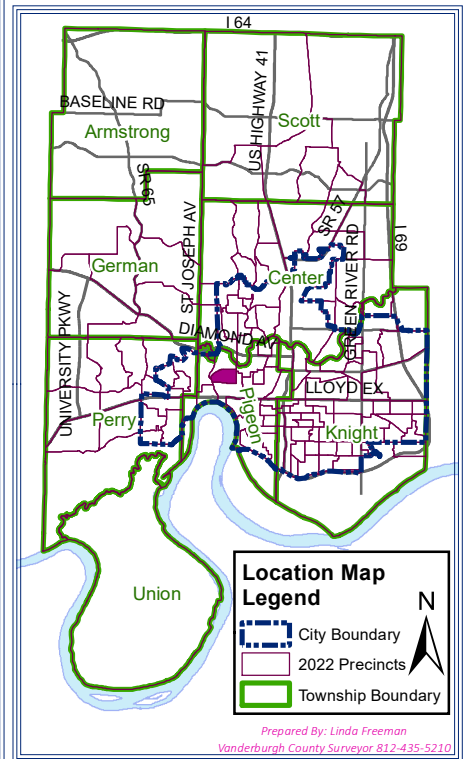 I 64
US HIGHWAY 41
BASELINE RD
Scott
Armstrong
SR 65
ST JOSEPH AV
SR 57
GREEN RIVER RD
I 69
German
Center
UNIVERSITY PKWY
DIAMOND AV
LLOYD EX
Perry
Pigeon
Knight
Union
Location Map
Legend
N
City Boundary
2022 Precincts
Township Boundary
Prepared By: Linda Freeman
Vanderburgh County Surveyor 812-435-5210